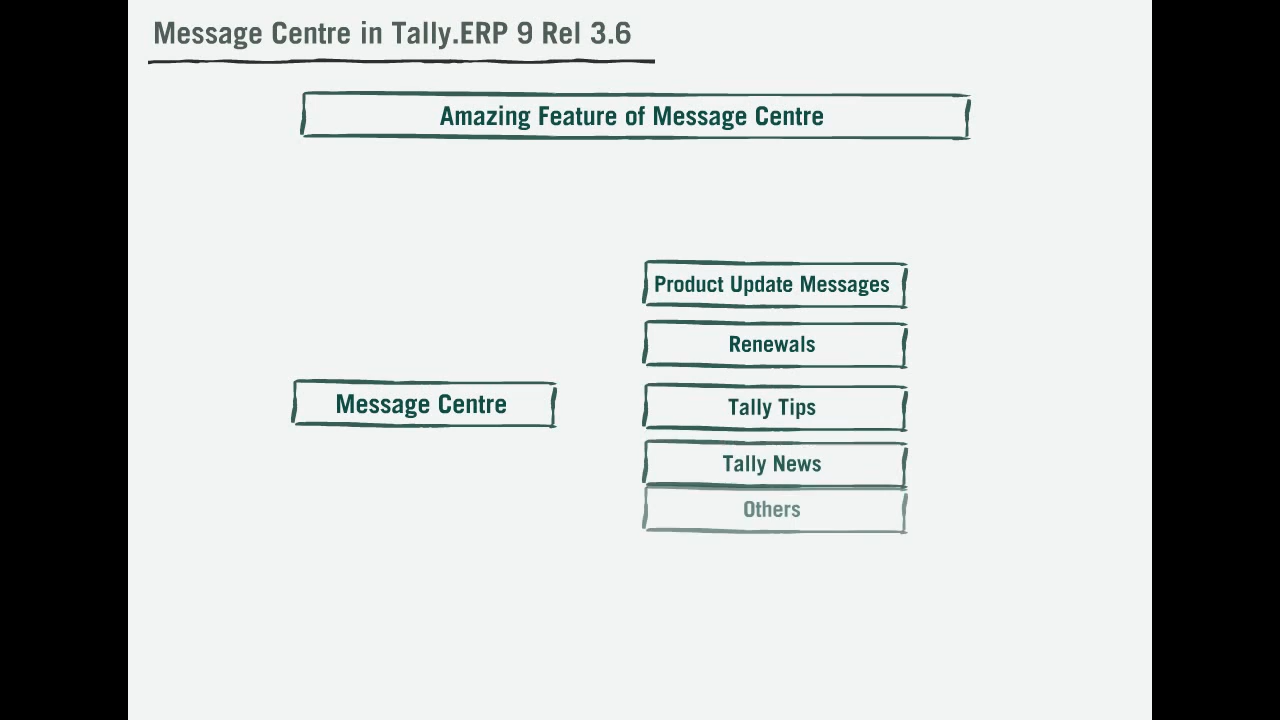 Message Centre in Tally.ERP 9 Rel 3.6
Amazing Feature of Message Centre
Product Update Messages
Renewals
Message Centre
Tally Tips
Tally News
Others